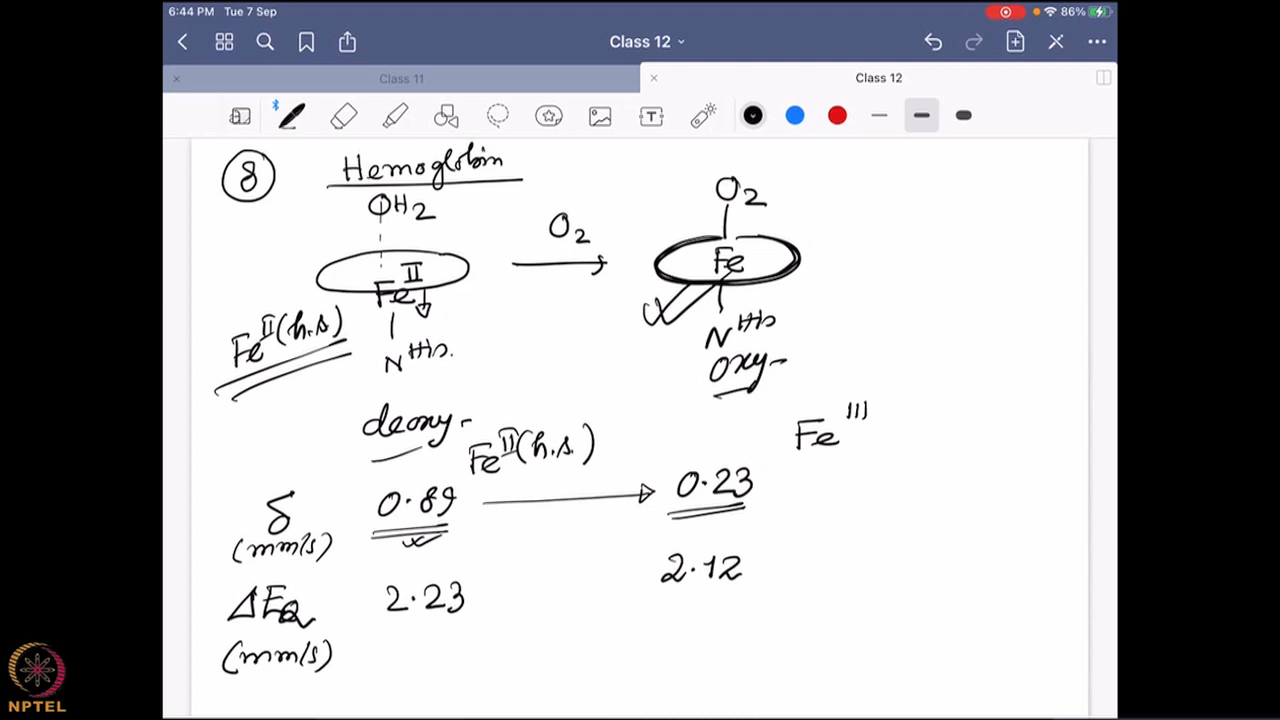 6:44 PM Tue 7 Sep
86%
Class 12
Class 11
Class 12
T
8 Hemoglobin
OH2
O2
O2
Fe II
Fe
N His.
N His
Fe II (h.s)
deoxy-
oxy-
Fe II (h.s.)
Fe III
δ (mm/s) 0.89 0.23
ΔEQ (mm/s) 2.23 2.12
NPTEL